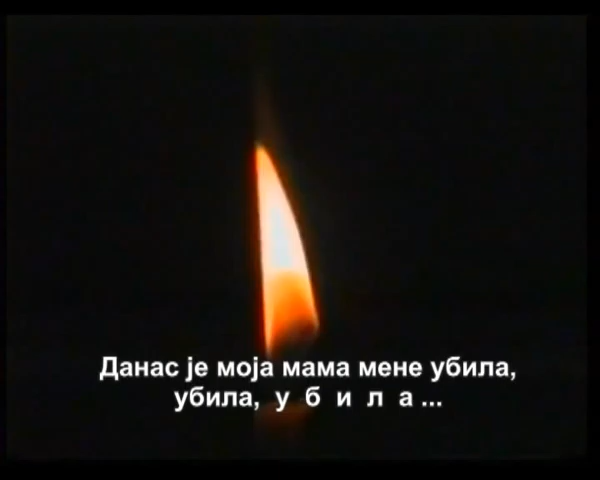 Данас је моја мама мене убила,
убила, у б и л а ...